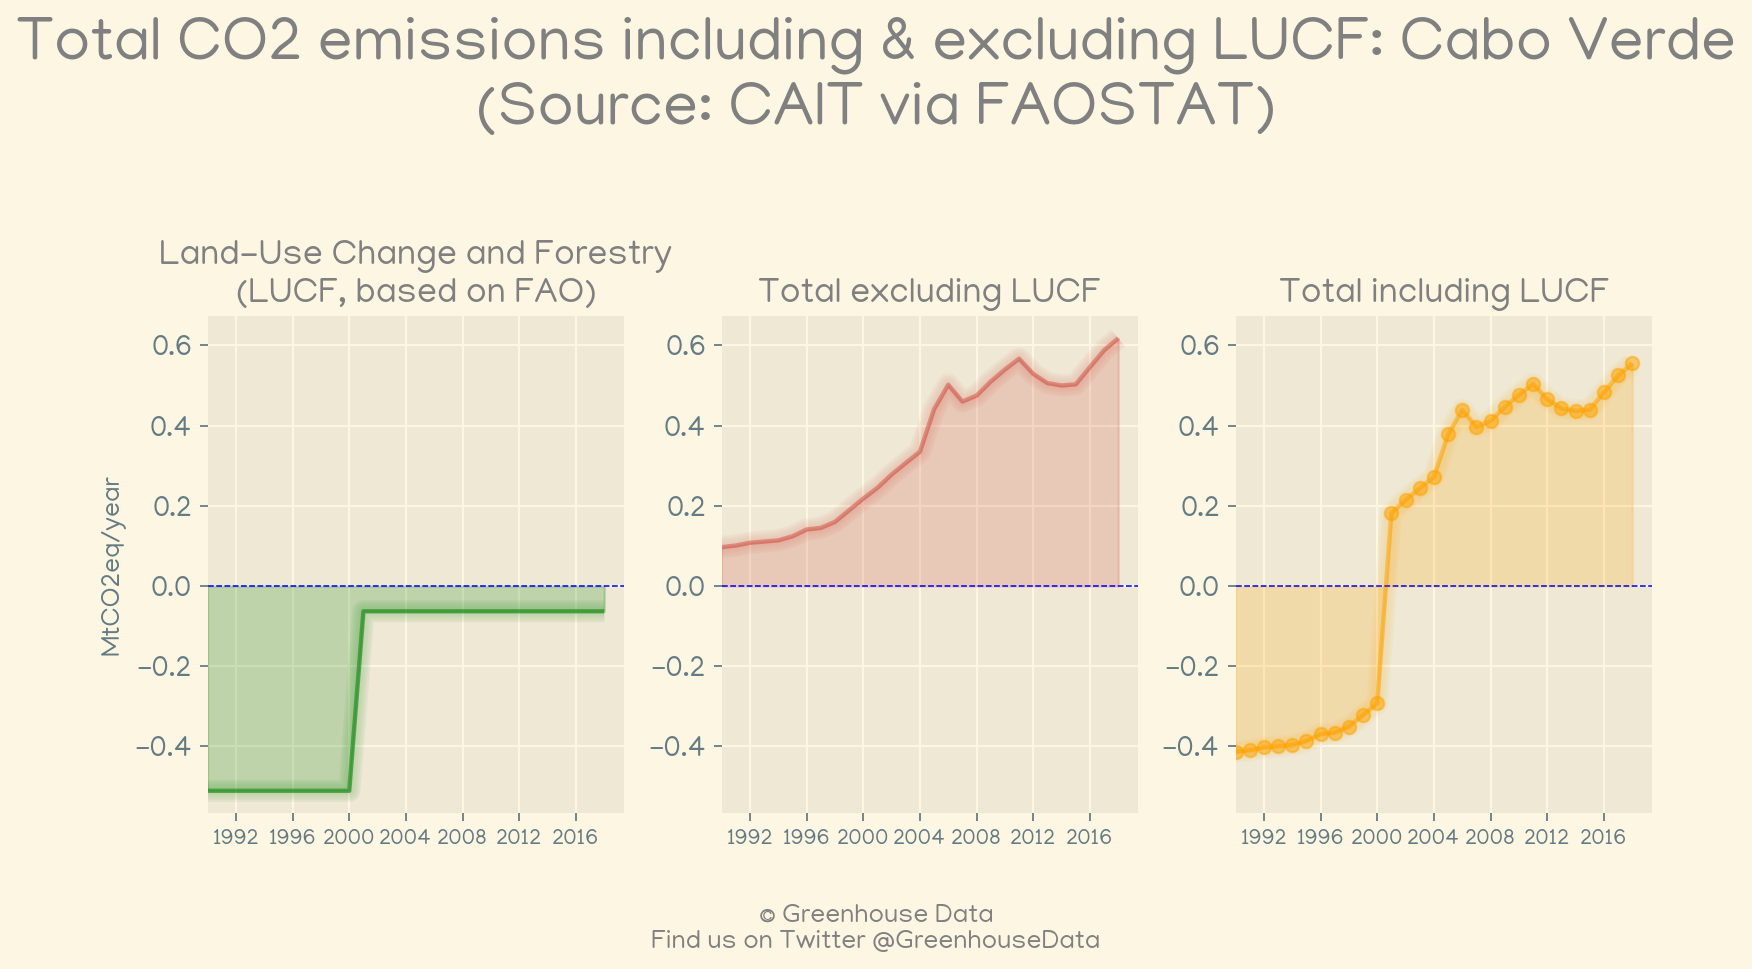 Total CO2 emissions including & excluding LUCF: Cabo Verde
(Source: CAIT via FAOSTAT)
Land-Use Change and Forestry
(LUCF, based on FAO)
MtCO2eq/year
0.6
0.4
0.2
0.0
−0.2
−0.4
1992 1996 2000 2004 2008 2012 2016
Total excluding LUCF
0.6
0.4
0.2
0.0
−0.2
−0.4
1992 1996 2000 2004 2008 2012 2016
Total including LUCF
0.6
0.4
0.2
0.0
−0.2
−0.4
1992 1996 2000 2004 2008 2012 2016
© Greenhouse Data
Find us on Twitter @GreenhouseData